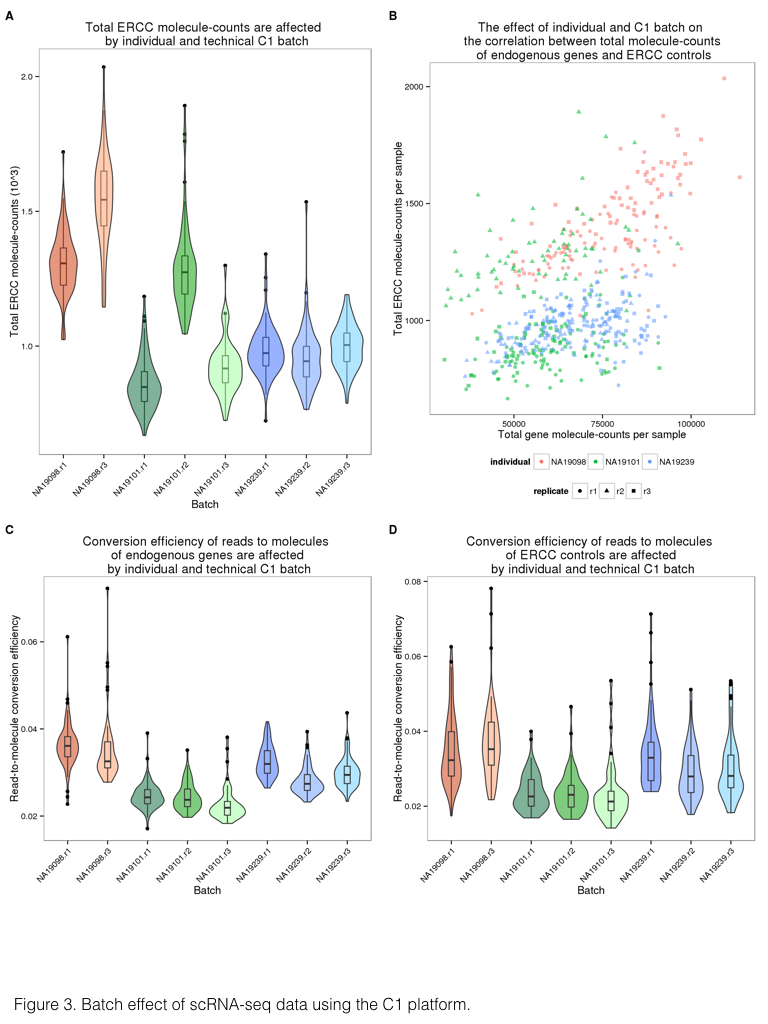 A
Total ERCC molecule-counts are affected
by individual and technical C1 batch
Total ERCC molecule-counts (10^3)
2.0
1.5
1.0
NA19098.r1
NA19098.r3
NA19101.r1
NA19101.r2
NA19101.r3
NA19239.r1
NA19239.r2
NA19239.r3
Batch
B
The effect of individual and C1 batch on
the correlation between total molecule-counts
of endogenous genes and ERCC controls
Total ERCC molecule-counts per sample
2000
1500
1000
50000 75000 100000
Total gene molecule-counts per sample
individual NA19098 NA19101 NA19239
replicate r1 r2 r3
C
Conversion efficiency of reads to molecules
of endogenous genes are affected
by individual and technical C1 batch
Read-to-molecule conversion efficiency
0.06
0.04
0.02
NA19098.r1
NA19098.r3
NA19101.r1
NA19101.r2
NA19101.r3
NA19239.r1
NA19239.r2
NA19239.r3
Batch
D
Conversion efficiency of reads to molecules
of ERCC controls are affected
by individual and technical C1 batch
Read-to-molecule conversion efficiency
0.08
0.06
0.04
0.02
NA19098.r1
NA19098.r3
NA19101.r1
NA19101.r2
NA19101.r3
NA19239.r1
NA19239.r2
NA19239.r3
Batch
Figure 3. Batch effect of scRNA-seq data using the C1 platform.